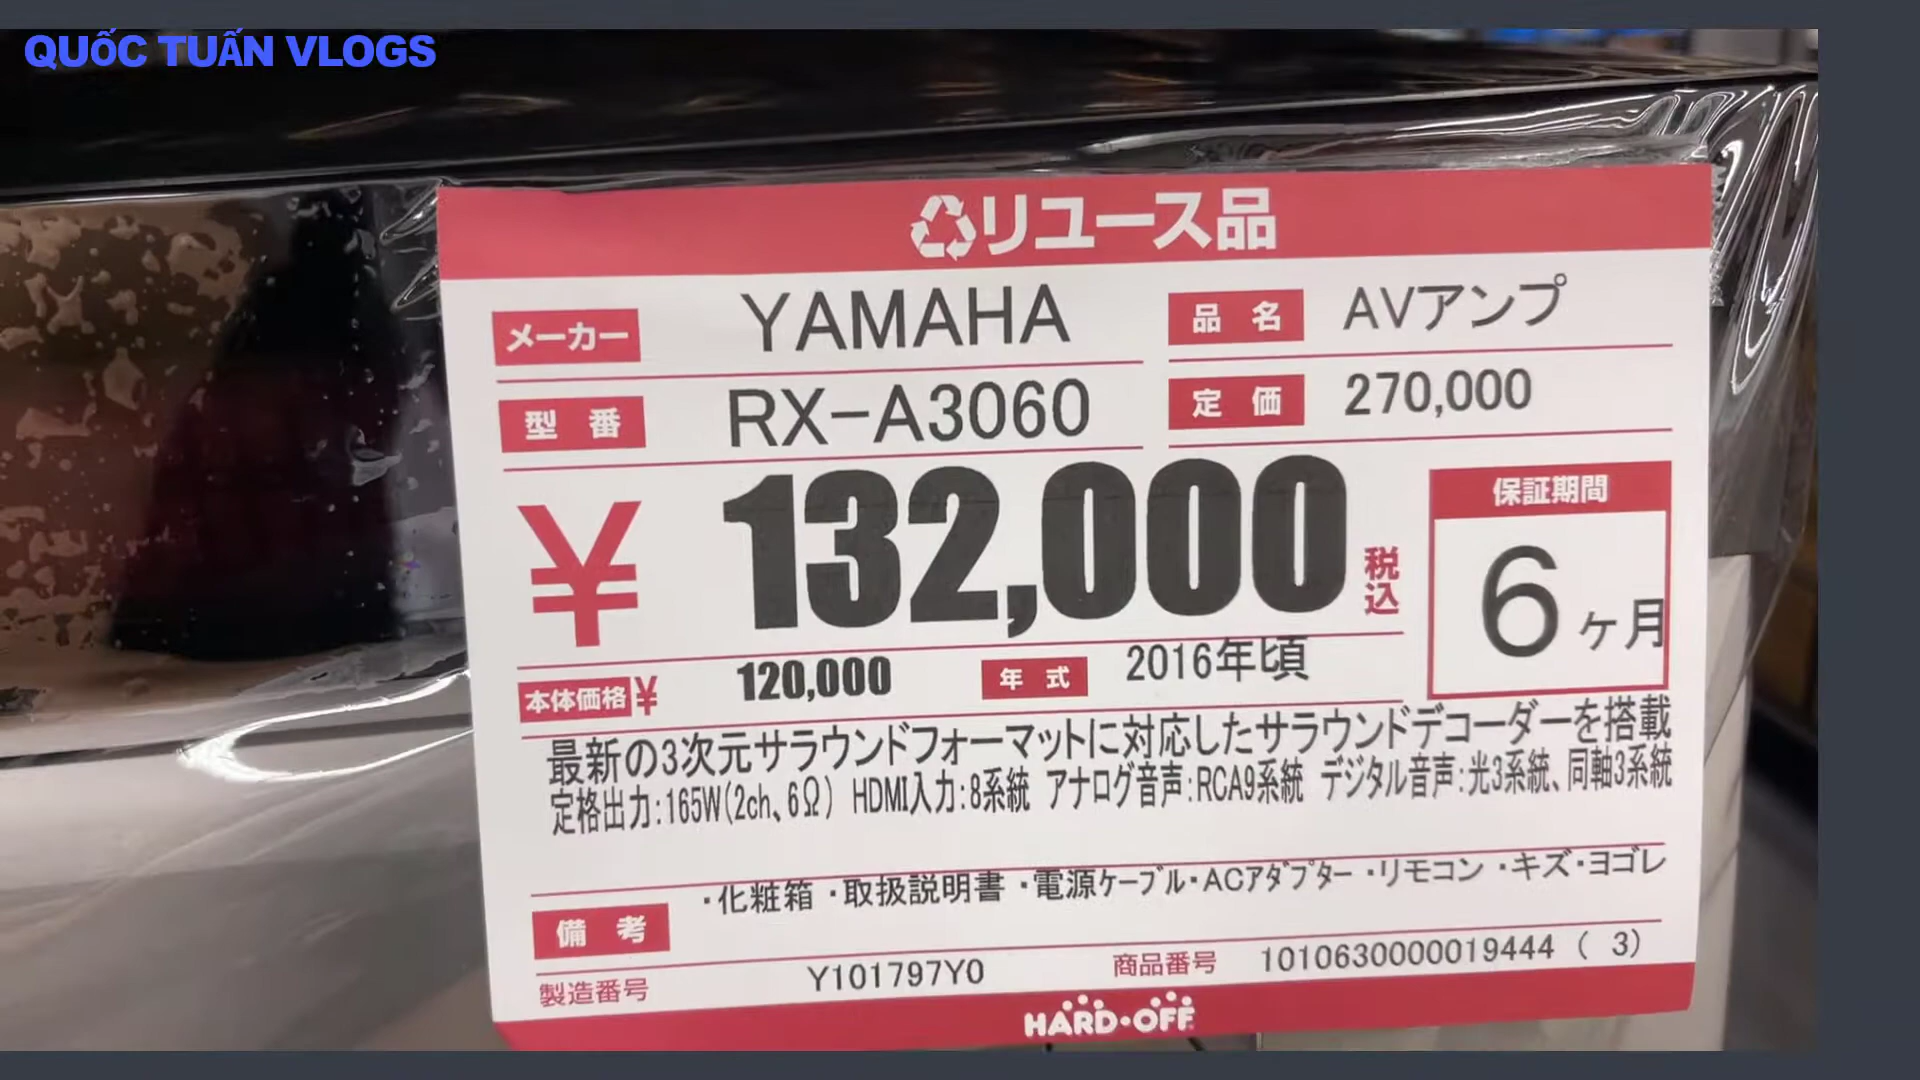 QUỐC TUẤN VLOGS
リユース品
メーカー YAMAHA 品名 AVアンプ
型番 RX-A3060 定価 270,000
¥ 132,000 税込
保証期間
6ヶ月
本体価格¥ 120,000 年式 2016年頃
最新の3次元サラウンドフォーマットに対応したサラウンドデコーダーを搭載
定格出力:165W(2ch、6Ω) HDMI入力:8系統 アナログ音声:RCA9系統 デジタル音声:光3系統、同軸3系統
備考 ・化粧箱 ・取扱説明書 ・電源ケーブル・ACアダプター ・リモコン ・キズ・ヨゴレ
製造番号 Y101797Y0 商品番号 1010630000019444 ( 3)
HARD・OFF